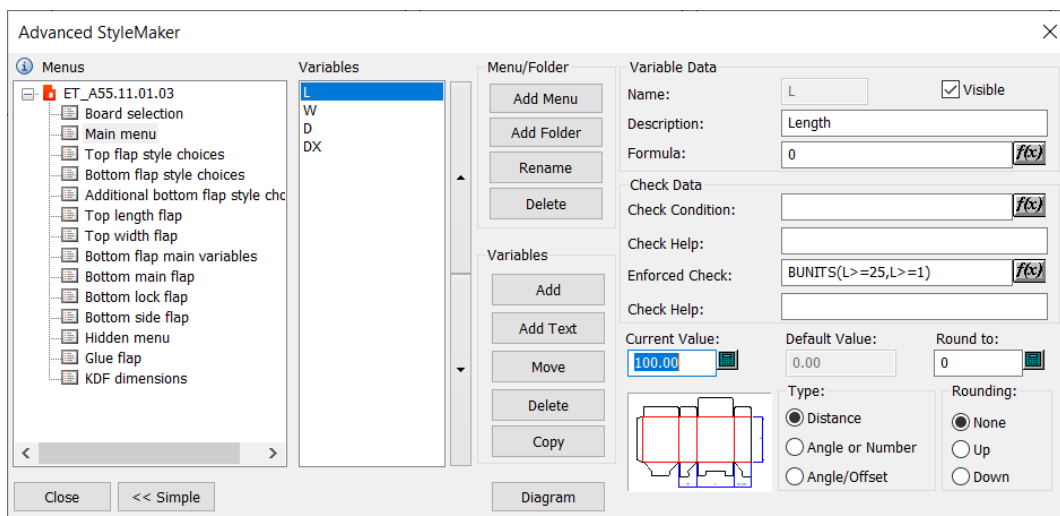 Advanced StyleMaker
Menus
ET_A55.11.01.03
Board selection
Main menu
Top flap style choices
Bottom flap style choices
Additional bottom flap style chc
Top length flap
Top width flap
Bottom flap main variables
Bottom main flap
Bottom lock flap
Bottom side flap
Hidden menu
Glue flap
KDF dimensions
Close
<< Simple
Variables
L
W
D
DX
Menu/Folder
Add Menu
Add Folder
Rename
Delete
Variables
Add
Add Text
Move
Delete
Copy
Diagram
Variable Data
Name: L Visible
Description: Length
Formula: 0 f(x)
Check Data
Check Condition: f(x)
Check Help:
Enforced Check: BUNITS(L>=25,L>=1) f(x)
Check Help:
Current Value: Default Value: Round to:
100.00 0.00 0
Type:
Distance
Angle or Number
Angle/Offset
Rounding:
None
Up
Down